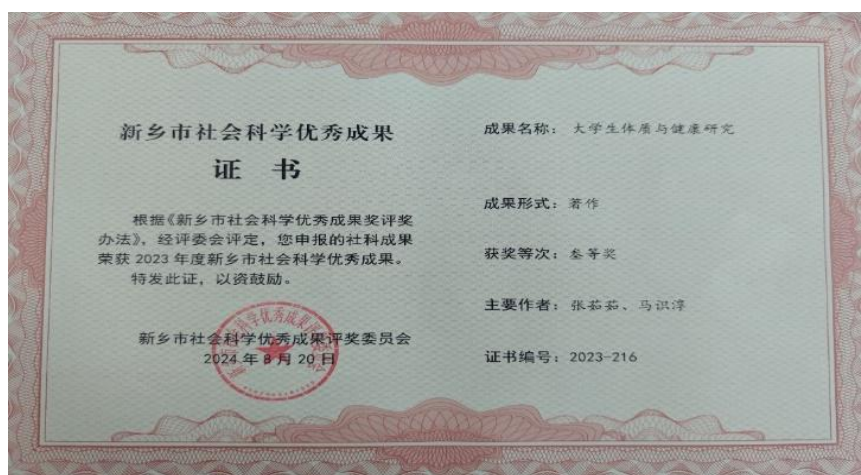 新乡市社会科学优秀成果
证 书
根据《新乡市社会科学优秀成果奖评奖
办法》，经评委会评定，您申报的社科成果
荣获 2023 年度新乡市社会科学优秀成果。
特发此证，以资鼓励。
新乡市社会科学优秀成果评奖委员会
2024 年 8 月 20 日
成果名称：大学生体质与健康研究
成果形式：著作
获奖等次：叁等奖
主要作者：张茹茹、马识淳
证书编号：2023-216